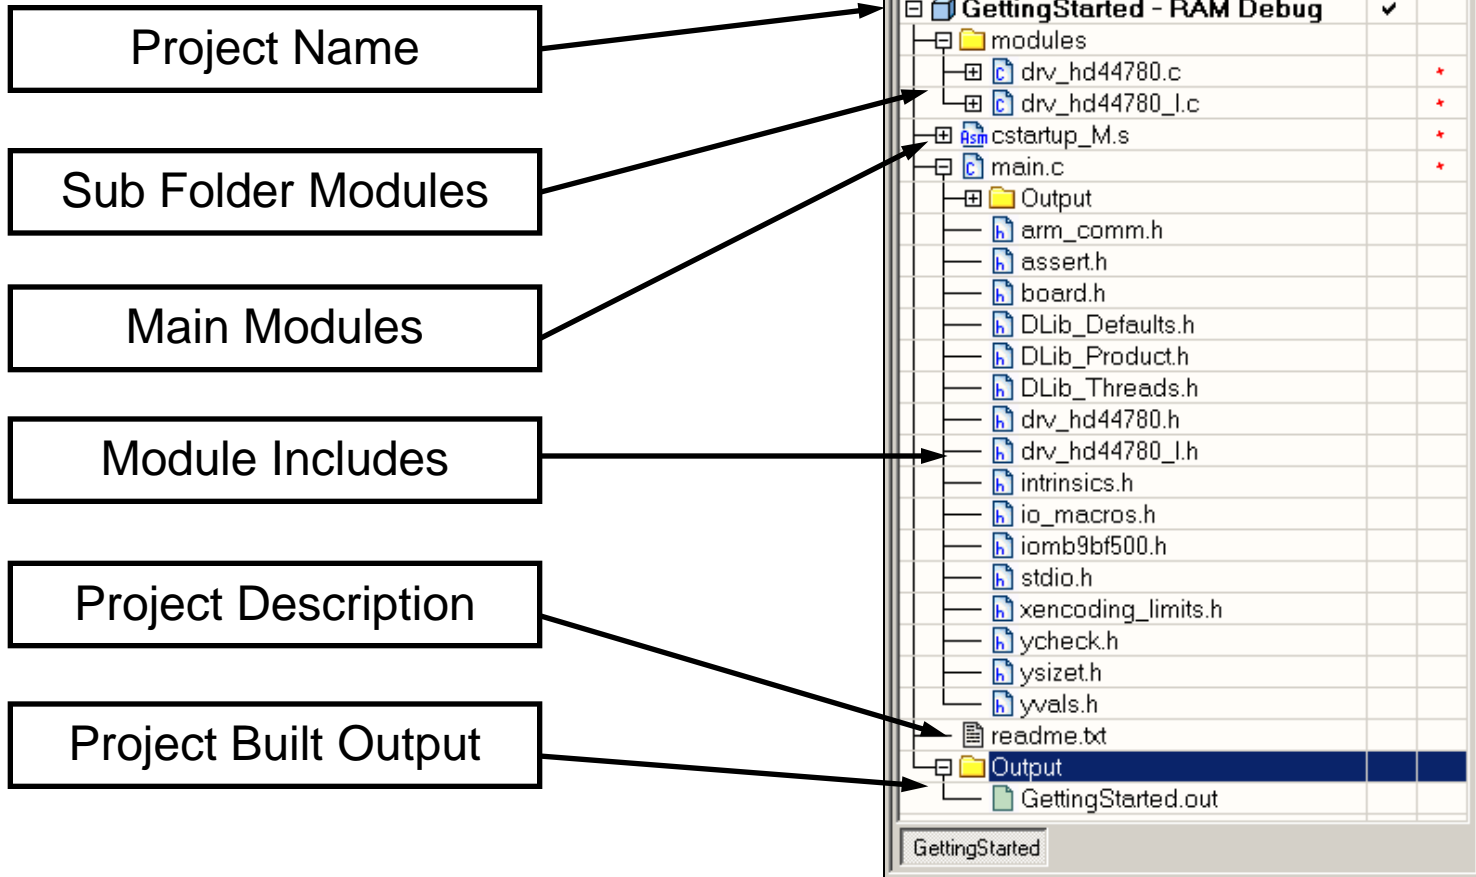 Project Name
Sub Folder Modules
Main Modules
Module Includes
Project Description
Project Built Output
GettingStarted - RAM Debug
modules
drv_hd44780.c
drv_hd44780_l.c
Asm cstartup_M.s
c main.c
Output
h arm_comm.h
h assert.h
h board.h
h DLib_Defaults.h
h DLib_Product.h
h DLib_Threads.h
h drv_hd44780.h
h drv_hd44780_l.h
h intrinsics.h
h io_macros.h
h iomb9bf500.h
h stdio.h
h xencoding_limits.h
h ycheck.h
h ysizet.h
h yvals.h
readme.txt
Output
GettingStarted.out
GettingStarted